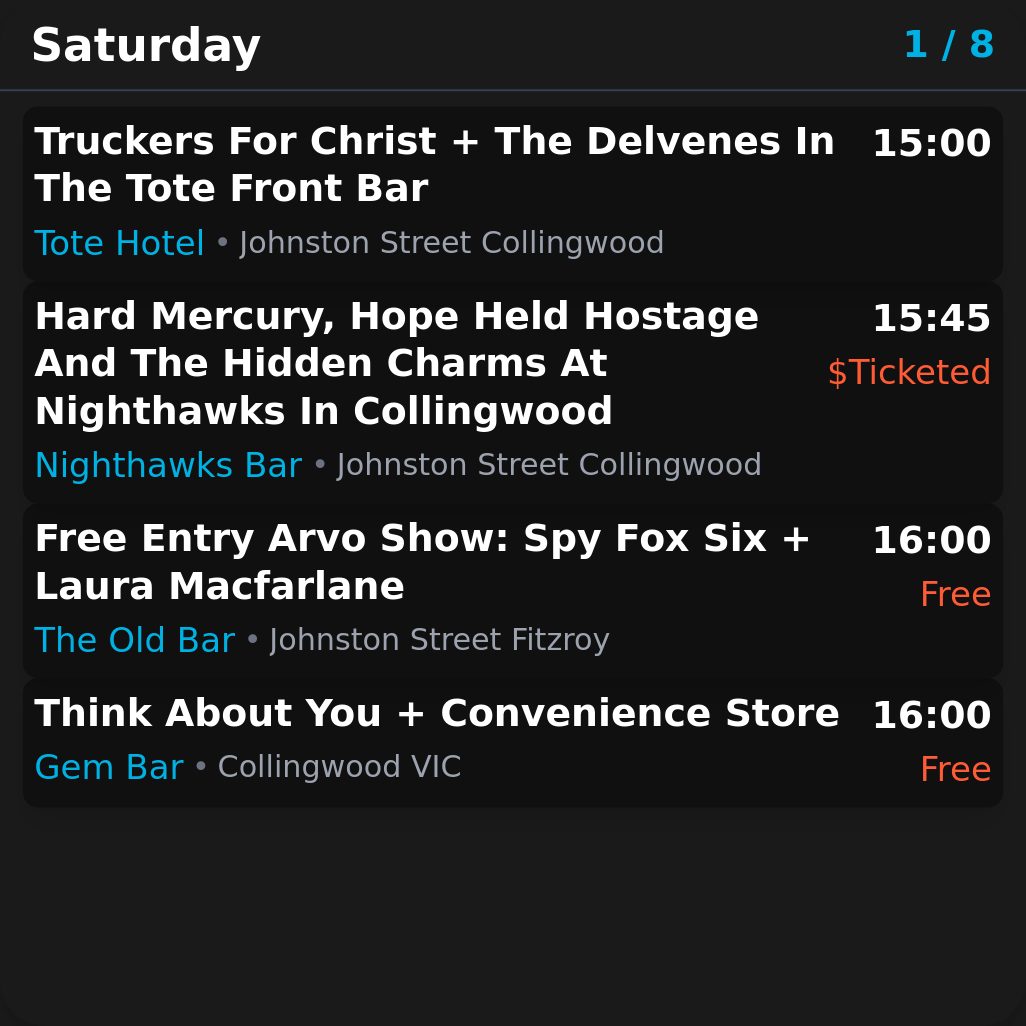 Saturday
1 / 8
Truckers For Christ + The Delvenes In
The Tote Front Bar
15:00
Tote Hotel • Johnston Street Collingwood
Hard Mercury, Hope Held Hostage
And The Hidden Charms At
Nighthawks In Collingwood
15:45
$Ticketed
Nighthawks Bar • Johnston Street Collingwood
Free Entry Arvo Show: Spy Fox Six +
Laura Macfarlane
16:00
Free
The Old Bar • Johnston Street Fitzroy
Think About You + Convenience Store
16:00
Gem Bar • Collingwood VIC
Free